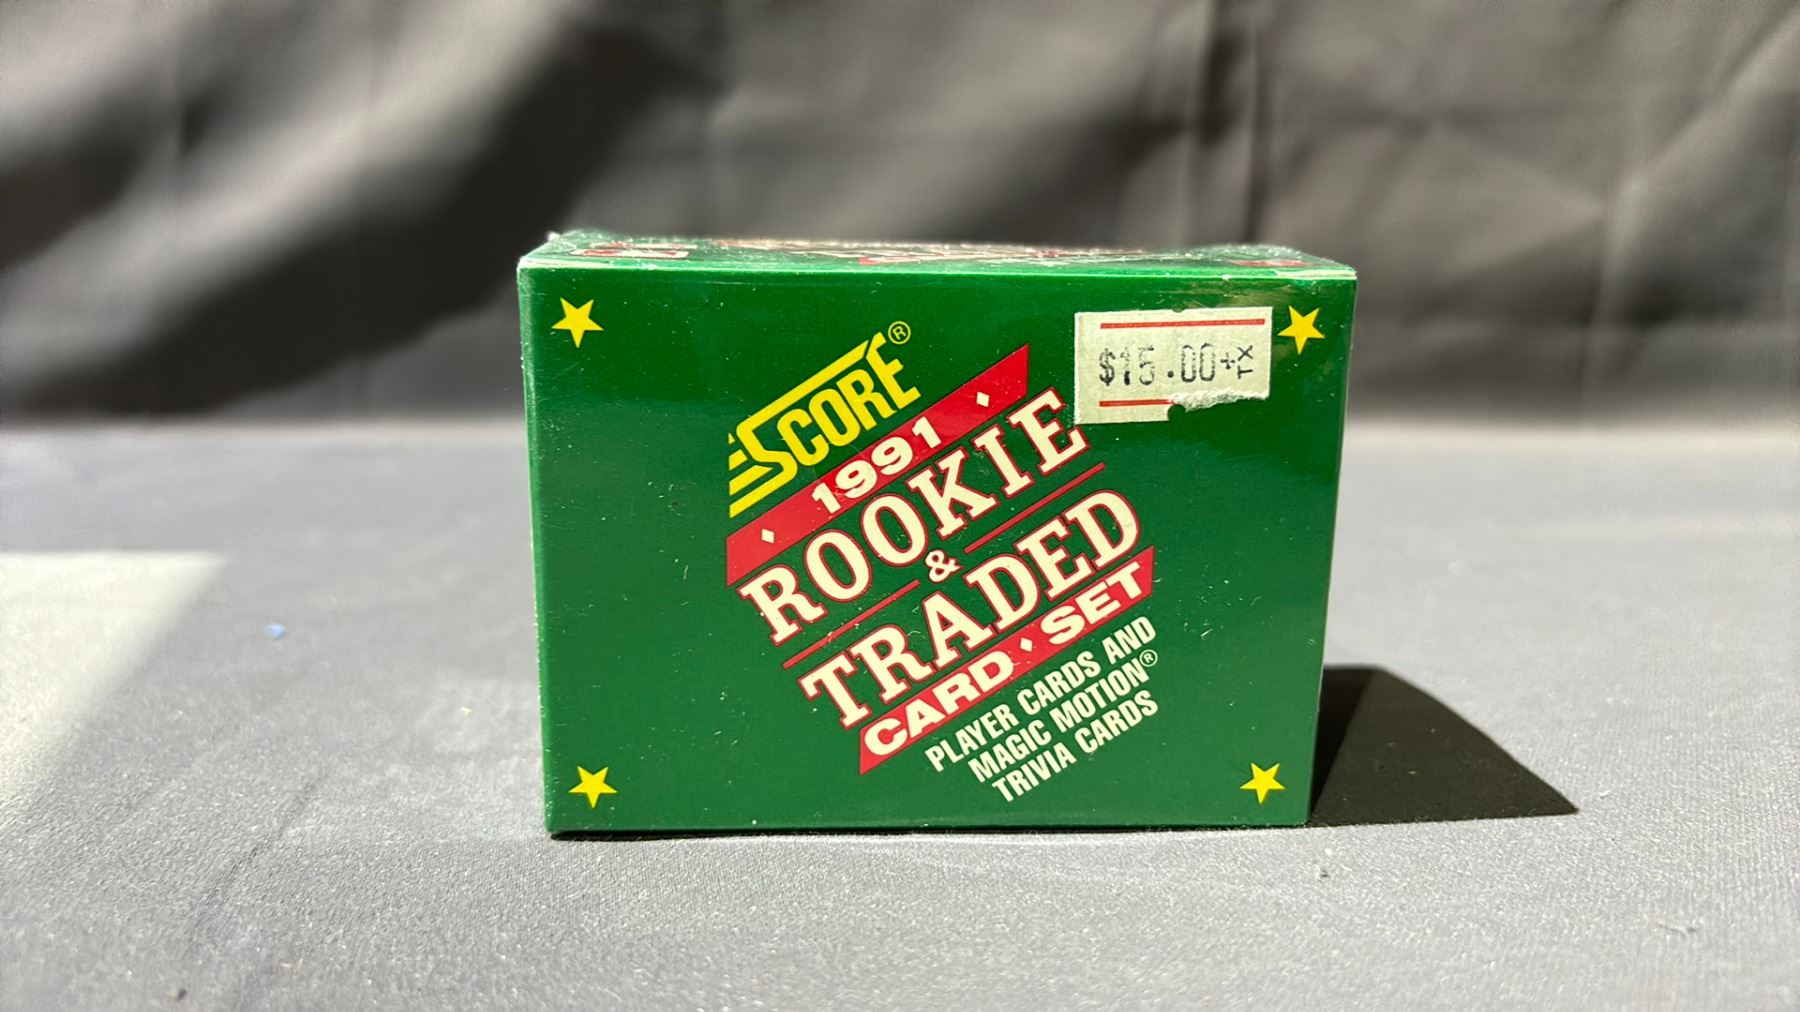 SCORE®
1991
ROOKIE
&
TRADED
CARD • SET
PLAYER CARDS AND
MAGIC MOTION®
TRIVIA CARDS
$15.00+TX